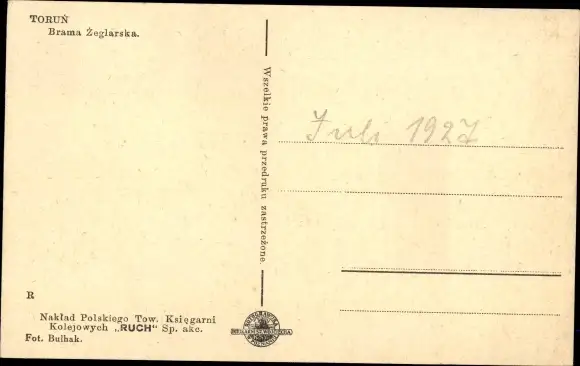 TORUŃ
Brama Żeglarska.
Wszelkie prawa przedruku zastrzeżone.
Juli 1927
R
Nakład Polskiego Tow. Księgarni
Kolejowych „RUCH“ Sp. akc.
Fot. Bułhak.